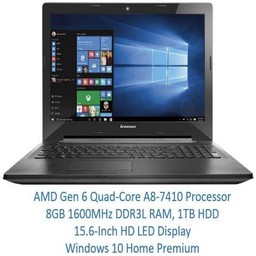 lenovo
AMD Gen 6 Quad-Core A8-7410 Processor
8GB 1600MHz DDR3L RAM, 1TB HDD
15.6-Inch HD LED Display
Windows 10 Home Premium